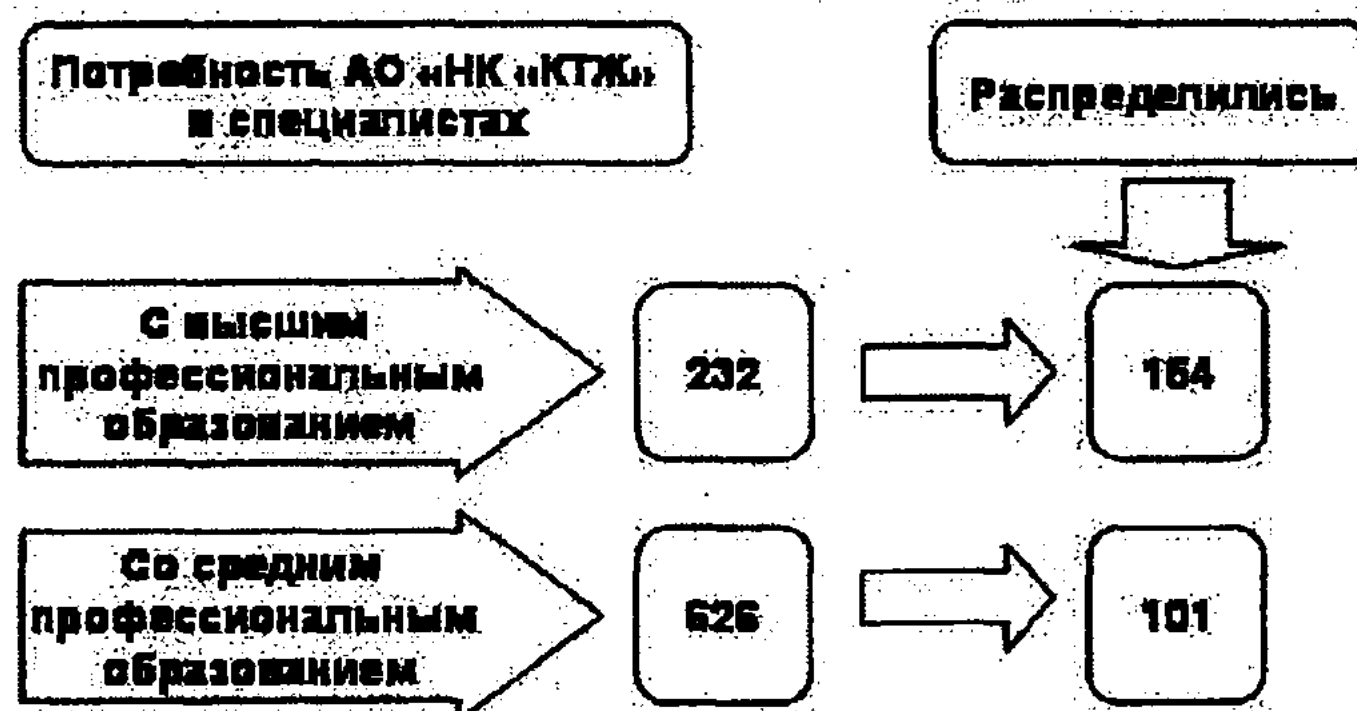 Потребность АО «НК «КТЖ»
в специалистах
Распределились
С высшим
профессиональным
образованием
232
164
Со средним
профессиональным
образованием
626
101